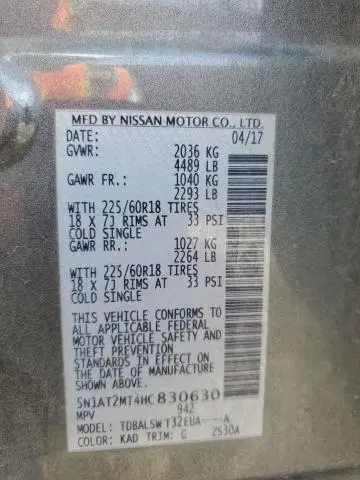 MFD BY NISSAN MOTOR CO., LTD.
DATE: 04/17
GVWR: 2036 KG
4489 LB
GAWR FR.: 1040 KG
2293 LB
WITH 225/60R18 TIRES
18 X 7J RIMS AT 33 PSI
COLD SINGLE
GAWR RR.: 1027 KG
2264 LB
WITH 225/60R18 TIRES
18 X 7J RIMS AT 33 PSI
COLD SINGLE
THIS VEHICLE CONFORMS TO
ALL APPLICABLE FEDERAL
MOTOR VEHICLE SAFETY AND
THEFT PREVENTION
STANDARDS IN EFFECT ON THE
DATE OF MANUFACTURE SHOWN ABOVE.
5N1AT2MT4HC830630
MPV 942
MODEL: TDBALSWT32EUA-----A
COLOR: KAD TRIM: G 2S30A